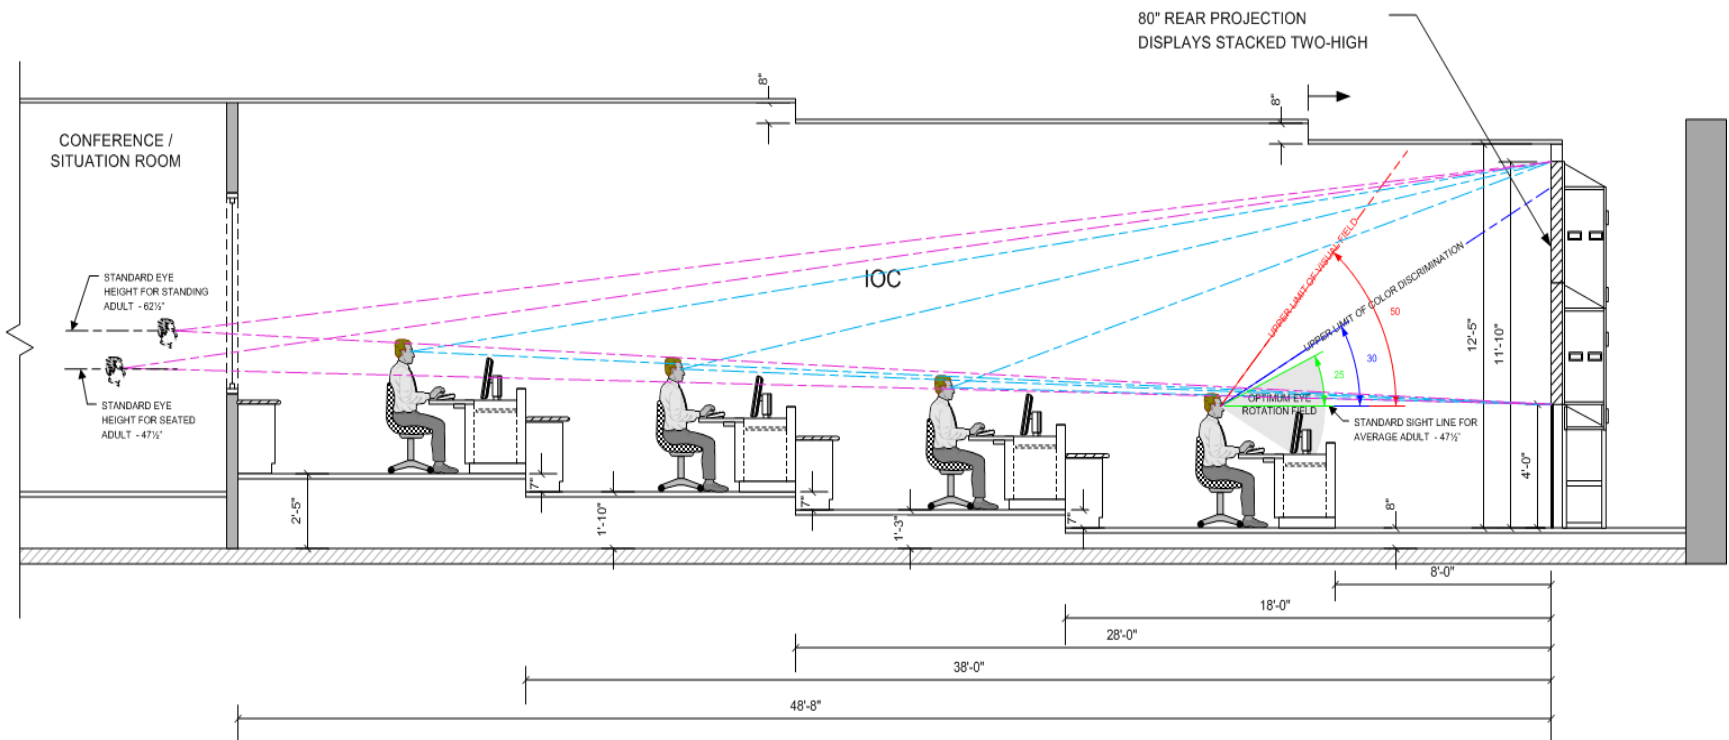 80" REAR PROJECTION
DISPLAYS STACKED TWO-HIGH
8"
8"
CONFERENCE /
SITUATION ROOM
IOC
STANDARD EYE
HEIGHT FOR STANDING
ADULT - 62½"
STANDARD EYE
HEIGHT FOR SEATED
ADULT - 47½"
UPPER LIMIT OF VISUAL FIELD
UPPER LIMIT OF COLOR DISCRIMINATION
50
30
25
OPTIMUM EYE
ROTATION FIELD
STANDARD SIGHT LINE FOR
AVERAGE ADULT - 47½"
12'-5"
11'-10"
4'-0"
2'-5"
7"
1'-10"
7"
1'-3"
7"
8"
8'-0"
18'-0"
28'-0"
38'-0"
48'-8"